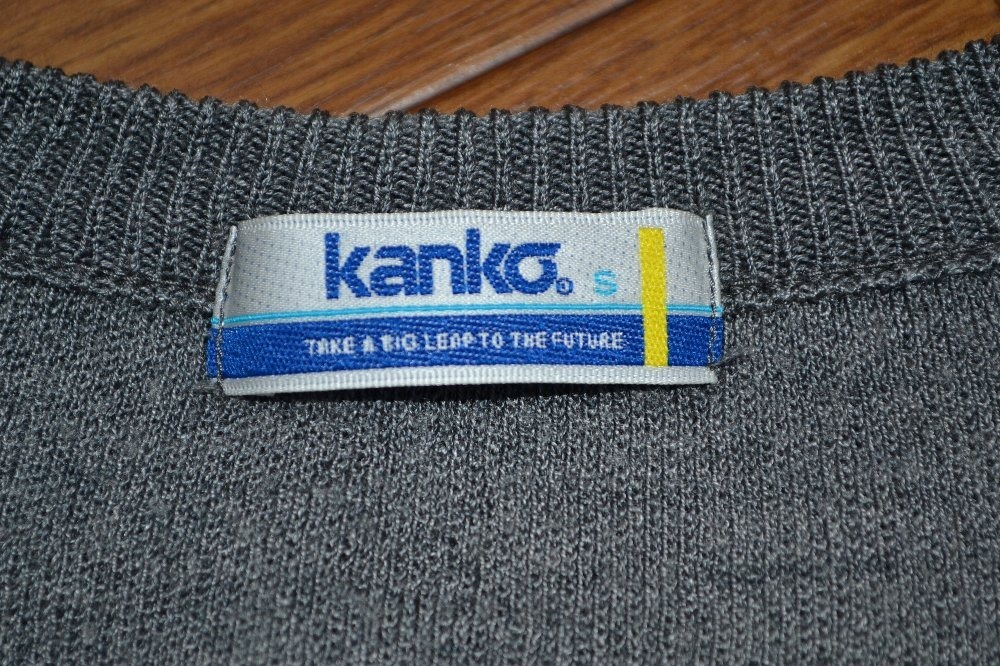 kanko® S
TAKE A BIG LEAP TO THE FUTURE